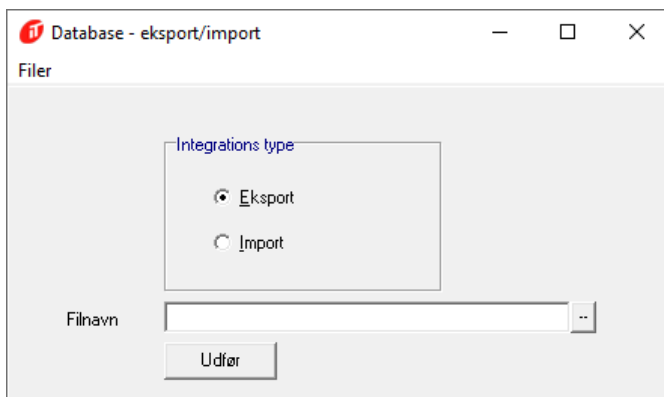 Database - eksport/import
Filer
Integrations type
Eksport
Import
Filnavn
--
Udfør